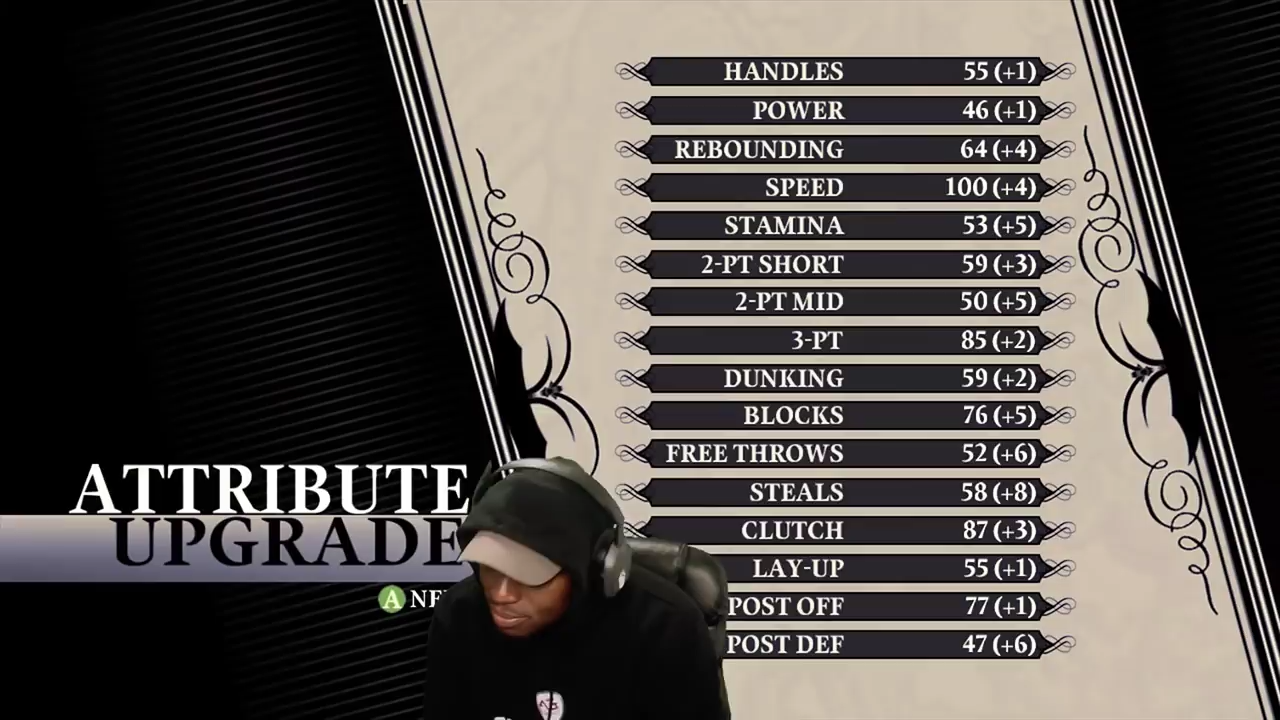 HANDLES 55 (+1)
POWER 46 (+1)
REBOUNDING 64 (+4)
SPEED 100 (+4)
STAMINA 53 (+5)
2-PT SHORT 59 (+3)
2-PT MID 50 (+5)
3-PT 85 (+2)
DUNKING 59 (+2)
BLOCKS 76 (+5)
FREE THROWS 52 (+6)
STEALS 58 (+8)
CLUTCH 87 (+3)
LAY-UP 55 (+1)
POST OFF 77 (+1)
POST DEF 47 (+6)
ATTRIBUTE
UPGRADE
A